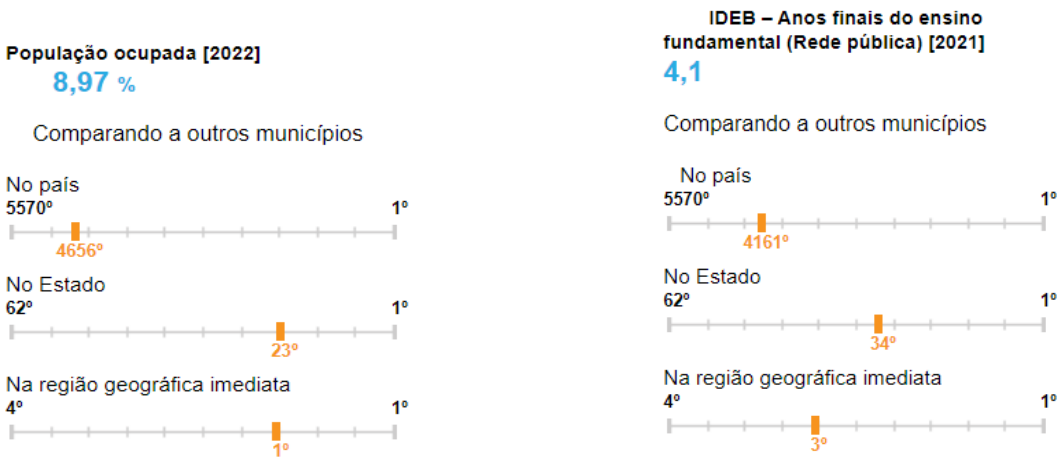 População ocupada [2022]
8,97 %
Comparando a outros municípios
No país
5570º 1º
4656º
No Estado
62º 1º
23º
Na região geográfica imediata
4º 1º
1º
IDEB – Anos finais do ensino
fundamental (Rede pública) [2021]
4,1
Comparando a outros municípios
No país
5570º 1º
4161º
No Estado
62º 1º
34º
Na região geográfica imediata
4º 1º
3º